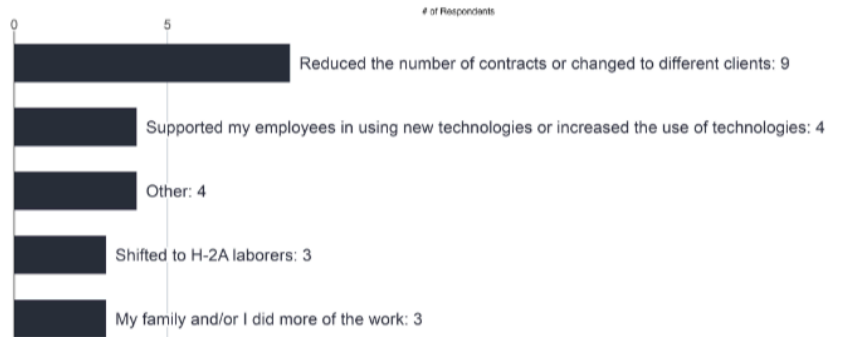 # of Respondents
0 5
Reduced the number of contracts or changed to different clients: 9
Supported my employees in using new technologies or increased the use of technologies: 4
Other: 4
Shifted to H-2A laborers: 3
My family and/or I did more of the work: 3